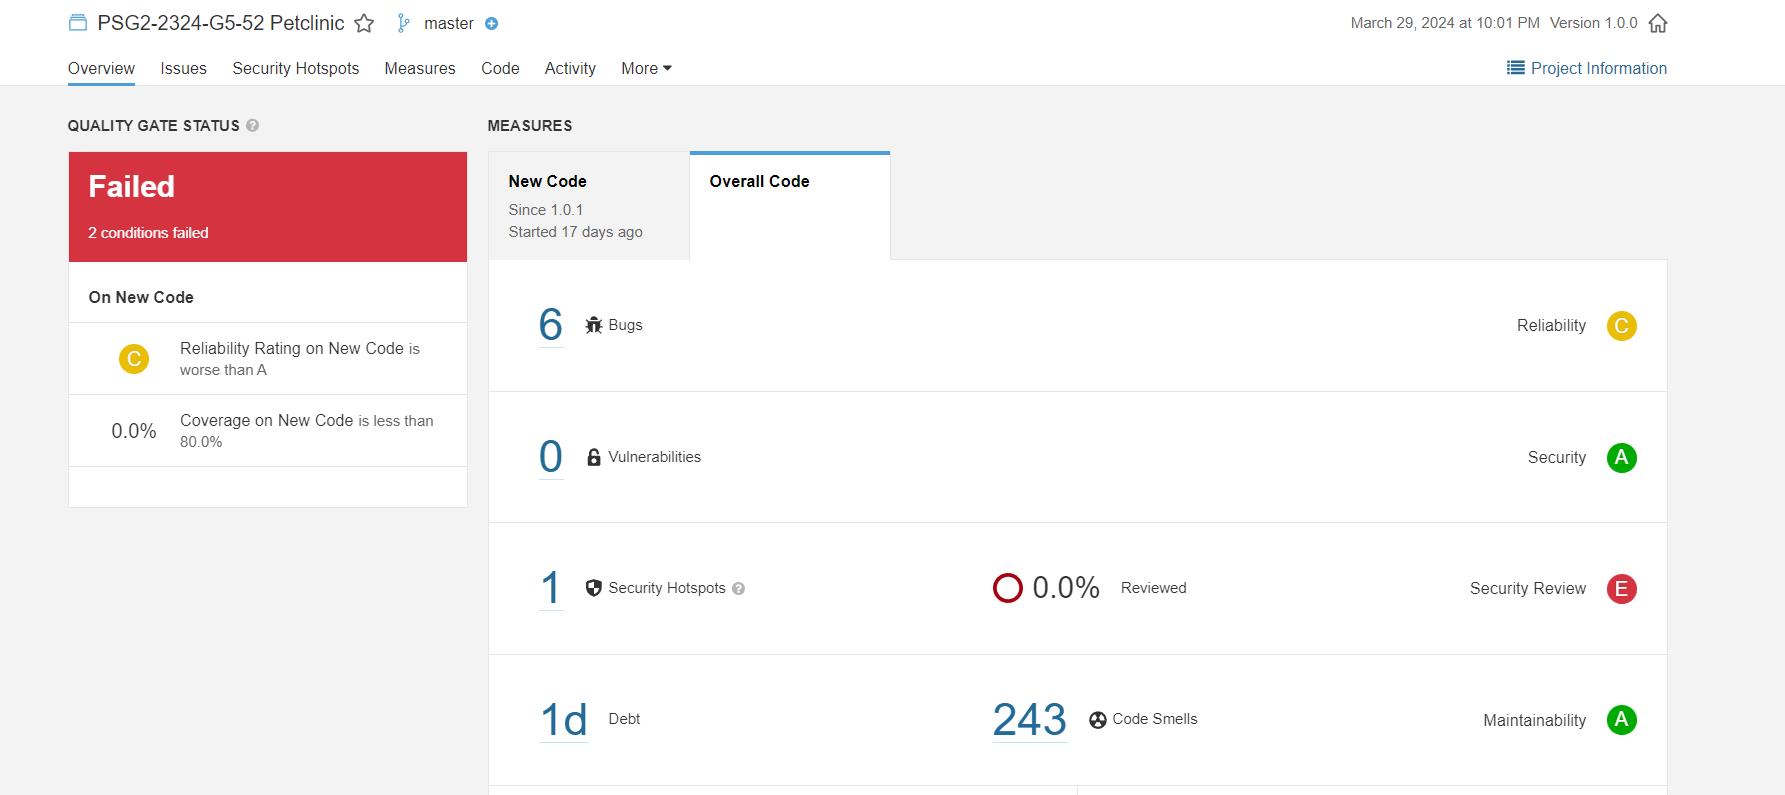 PSG2-2324-G5-52 Petclinic master
March 29, 2024 at 10:01 PM Version 1.0.0
Overview Issues Security Hotspots Measures Code Activity More
Project Information
QUALITY GATE STATUS ?
Failed
2 conditions failed
On New Code
C Reliability Rating on New Code is
worse than A
0.0% Coverage on New Code is less than
80.0%
MEASURES
New Code
Since 1.0.1
Started 17 days ago
Overall Code
6 Bugs Reliability C
0 Vulnerabilities Security A
1 Security Hotspots ? 0.0% Reviewed Security Review E
1d Debt 243 Code Smells Maintainability A